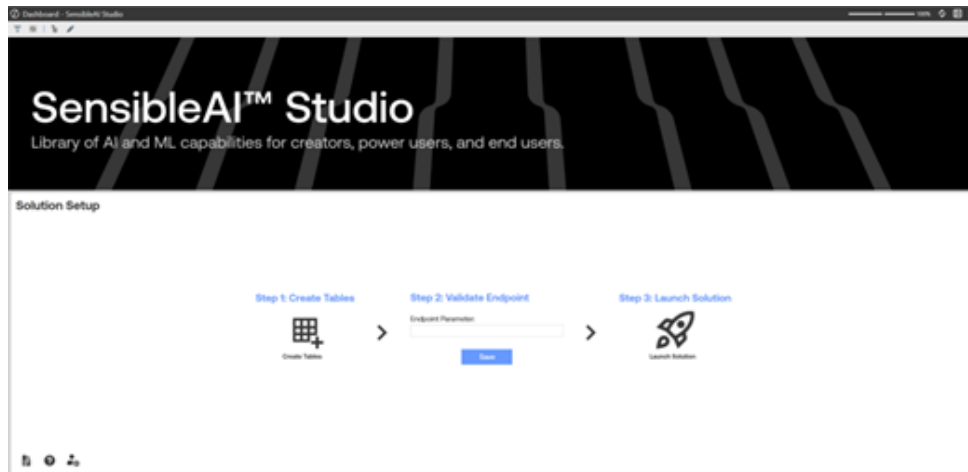 Dashboard - SensibleAI Studio
100%
SensibleAI™ Studio
Library of AI and ML capabilities for creators, power users, and end users.
Solution Setup
Step 1: Create Tables
Create Tables
Step 2: Validate Endpoint
Endpoint Parameter
Save
Step 3: Launch Solution
Launch Solution